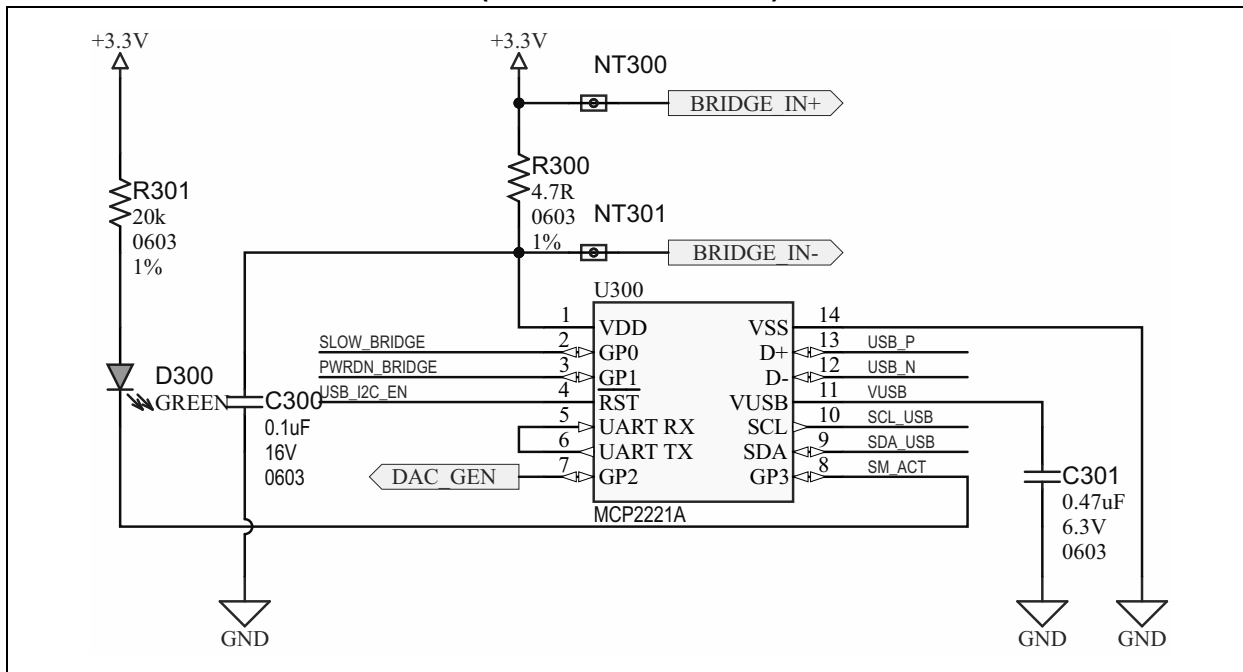 +3.3V
+3.3V
NT300
BRIDGE_IN+
R301
20k
0603
1%
R300
4.7R
0603
1%
NT301
BRIDGE_IN-
U300
1 VDD
SLOW_BRIDGE 2 GP0
PWRDN_BRIDGE 3 GP1
USB_I2C_EN 4 RST
5 UART RX
6 UART TX
DAC_GEN 7 GP2
VSS 14
D+ 13 USB_P
D- 12 USB_N
VUSB 11 VUSB
SCL 10 SCL_USB
SDA 9 SDA_USB
GP3 8 SM_ACT
MCP2221A
D300
GREEN
C300
0.1uF
16V
0603
C301
0.47uF
6.3V
0603
GND
GND
GND